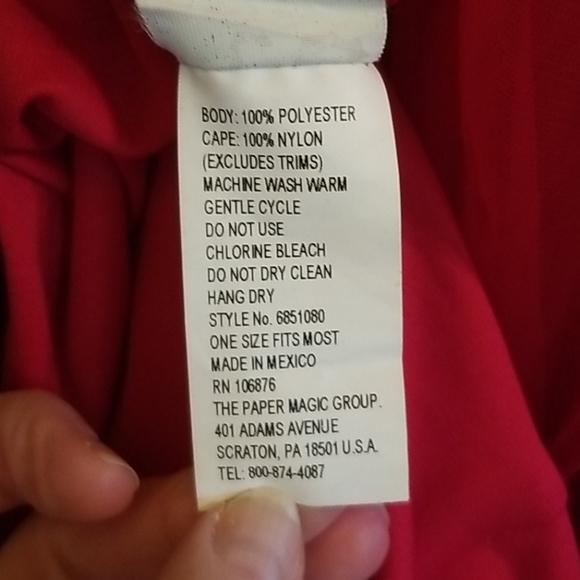 BODY: 100% POLYESTER
CAPE: 100% NYLON
(EXCLUDES TRIMS)
MACHINE WASH WARM
GENTLE CYCLE
DO NOT USE
CHLORINE BLEACH
DO NOT DRY CLEAN
HANG DRY
STYLE No. 6851080
ONE SIZE FITS MOST
MADE IN MEXICO
RN 106876
THE PAPER MAGIC GROUP.
401 ADAMS AVENUE
SCRATON, PA 18501 U.S.A.
TEL: 800-874-4087